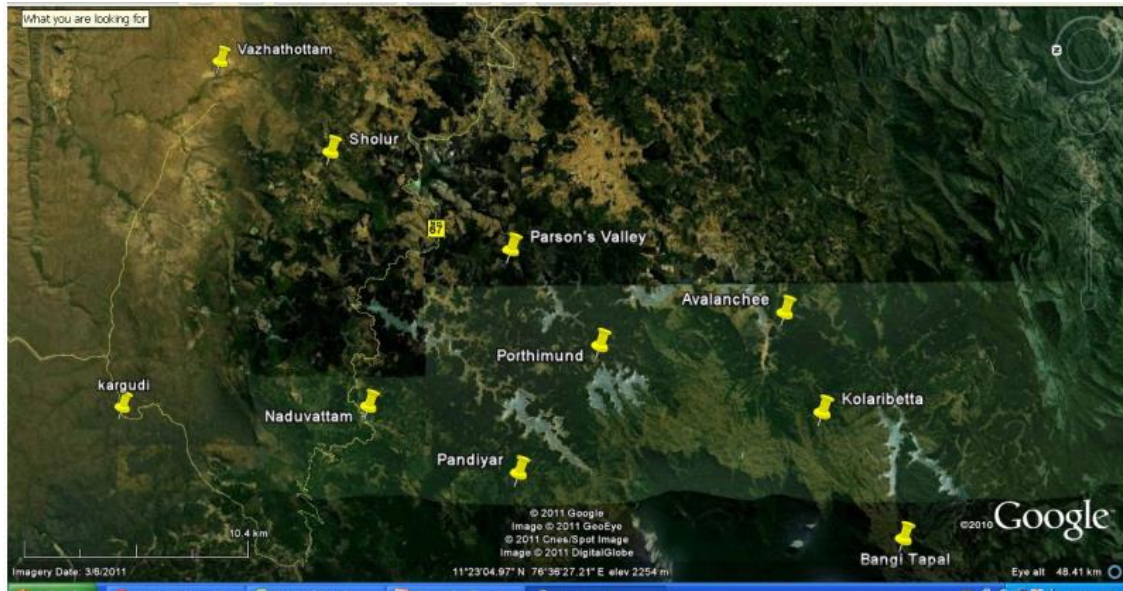 What you are looking for
Vazhathottam
Sholur
N
67
Parson's Valley
Avalanchee
Porthimund
kargudi
Naduvattam
Kolaribetta
Pandiyar
10.4 km
© 2011 Google
Image © 2011 GeoEye
© 2011 Cnes/Spot Image
Image © 2011 DigitalGlobe
©2010 Google
Bangi Tapal
Imagery Date: 3/6/2011
11°23'04.97" N 76°36'27.21" E elev 2254 m
Eye alt 48.41 km